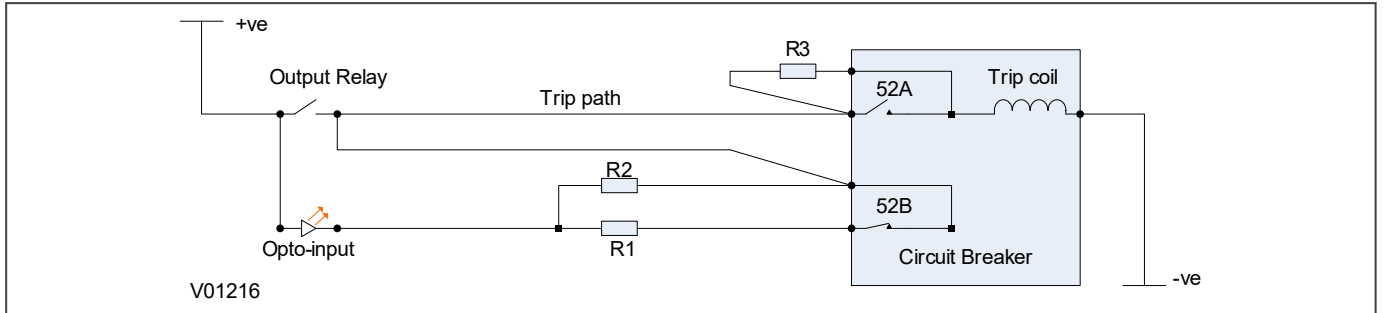 +ve
R3
Output Relay
Trip coil
52A
Trip path
R2
52B
Opto-input
R1
Circuit Breaker
-ve
V01216